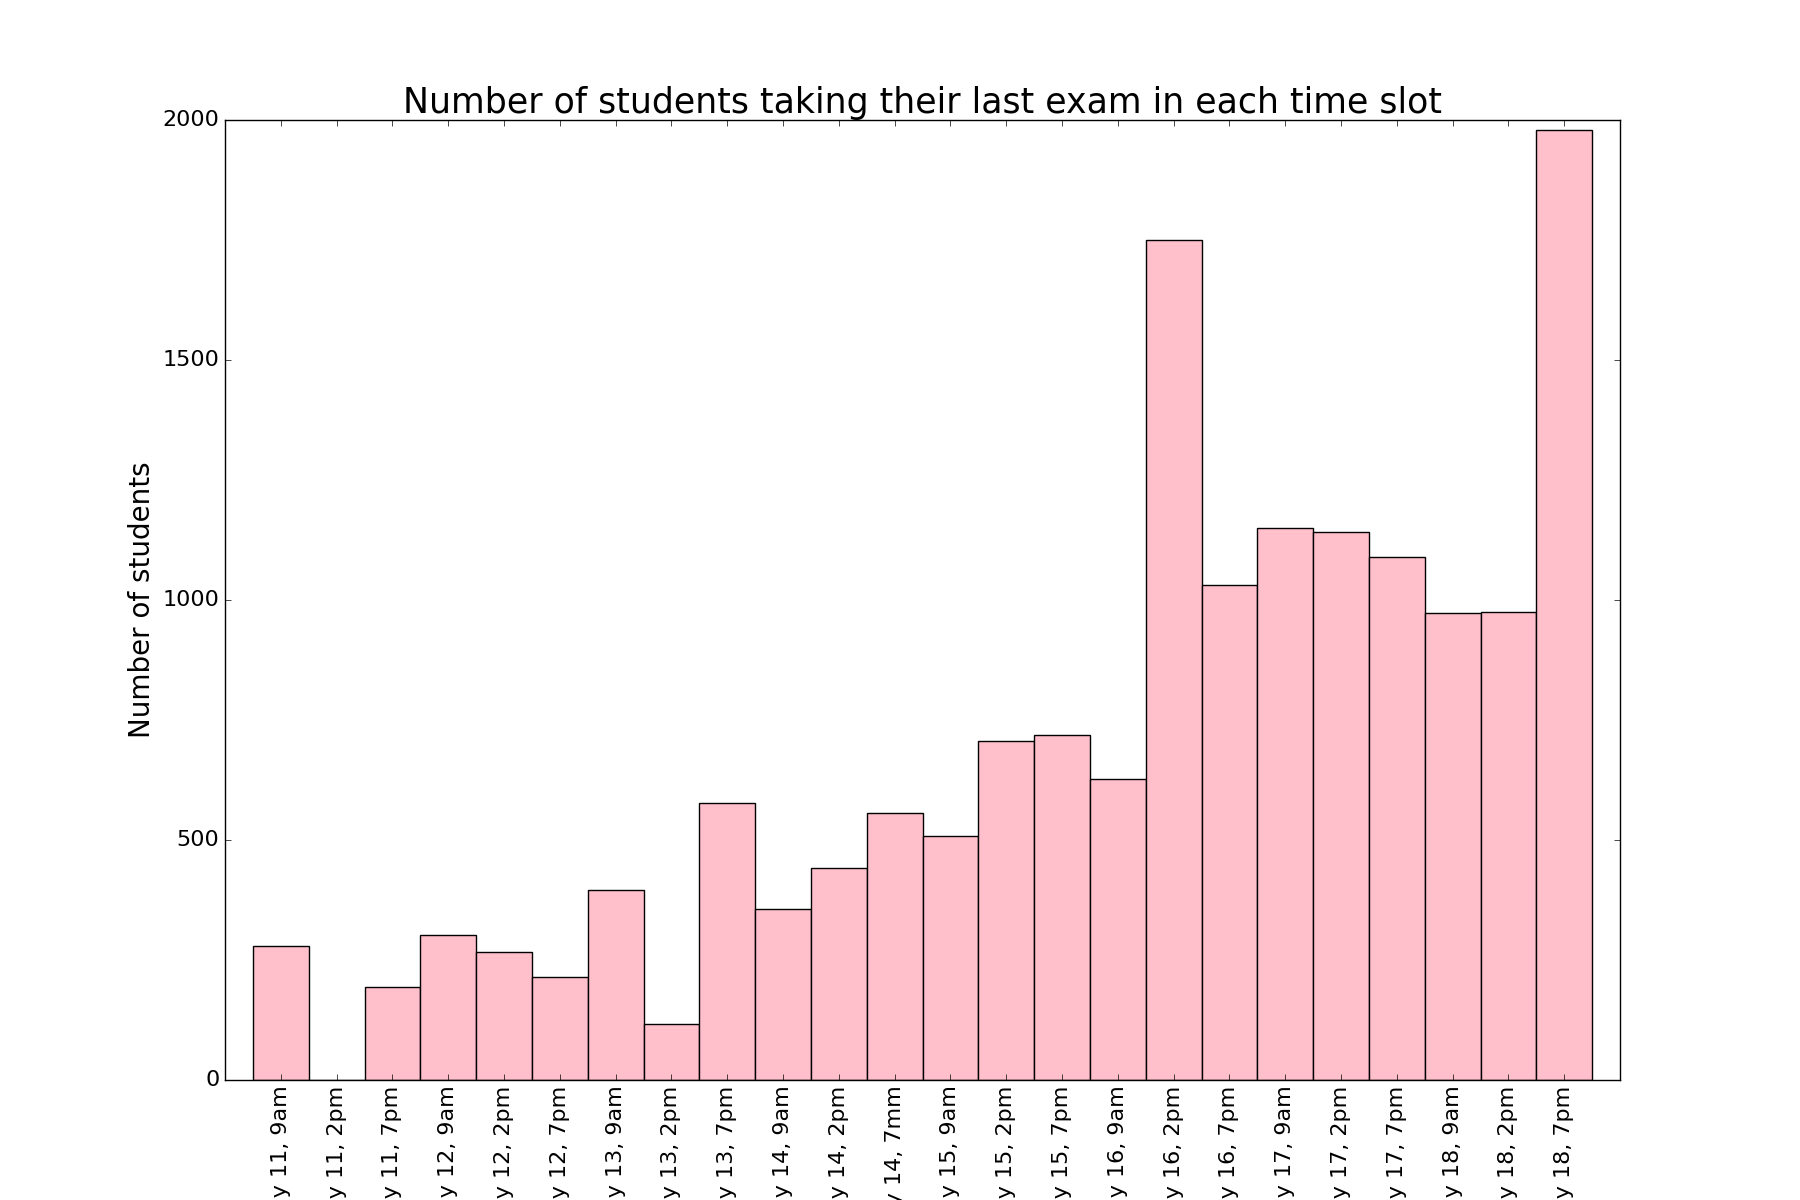 Number of students taking their last exam in each time slot
Number of students
2000
1500
1000
500
0
y 11, 9am
y 11, 2pm
y 11, 7pm
y 12, 9am
y 12, 2pm
y 12, 7pm
y 13, 9am
y 13, 2pm
y 13, 7pm
y 14, 9am
y 14, 2pm
y 14, 7mm
y 15, 9am
y 15, 2pm
y 15, 7pm
y 16, 9am
y 16, 2pm
y 16, 7pm
y 17, 9am
y 17, 2pm
y 17, 7pm
y 18, 9am
y 18, 2pm
y 18, 7pm